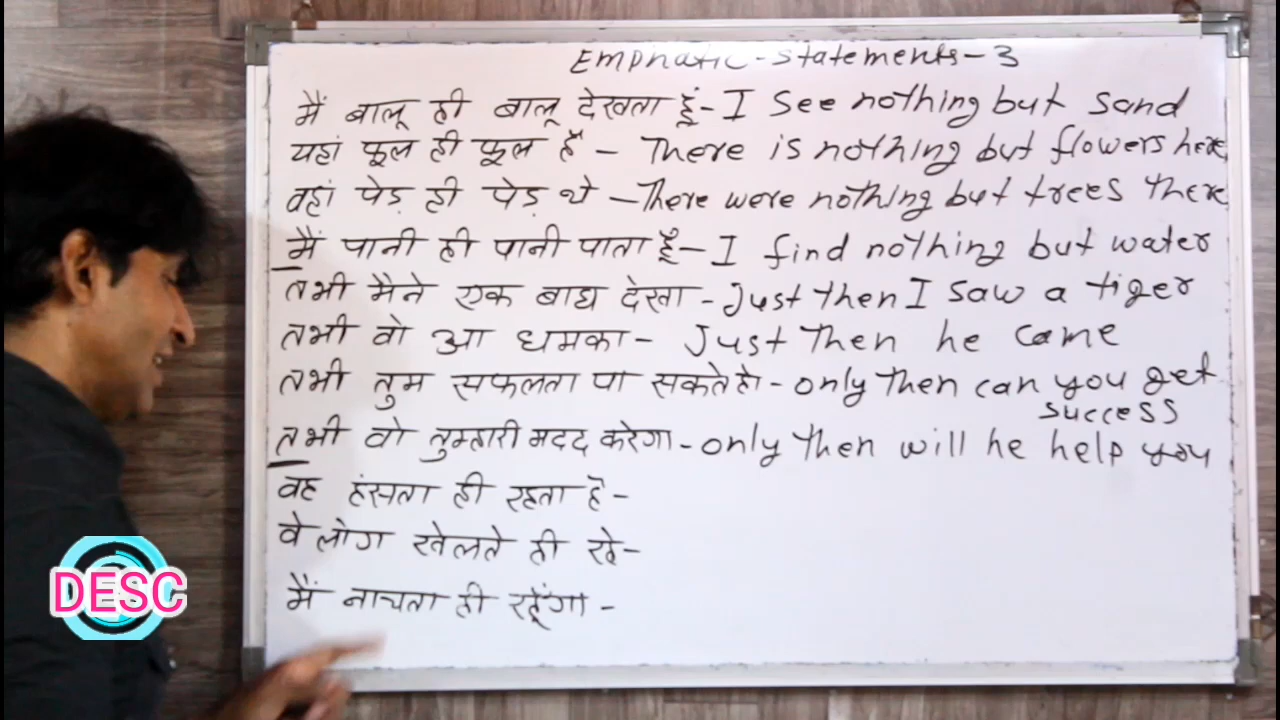 Emphatic-Statements-3
मैं बालू ही बालू देखता हूं- I see nothing but sand
यहां फूल ही फूल हैं - There is nothing but flowers here
वहां पेड़ ही पेड़ थे - There were nothing but trees there
मैं पानी ही पानी पाता हूँ- I find nothing but water
तभी मैने एक बाघ देखा - Just then I saw a tiger
तभी वो आ धमका - Just then he came
तभी तुम सफलता पा सकते हो - only then can you get
success
तभी वो तुम्हारी मदद करेगा - only then will he help you
वह हंसता ही रहता है -
वे लोग खेलते ही रहे -
मैं नाचता ही रहूंगा -
DESC